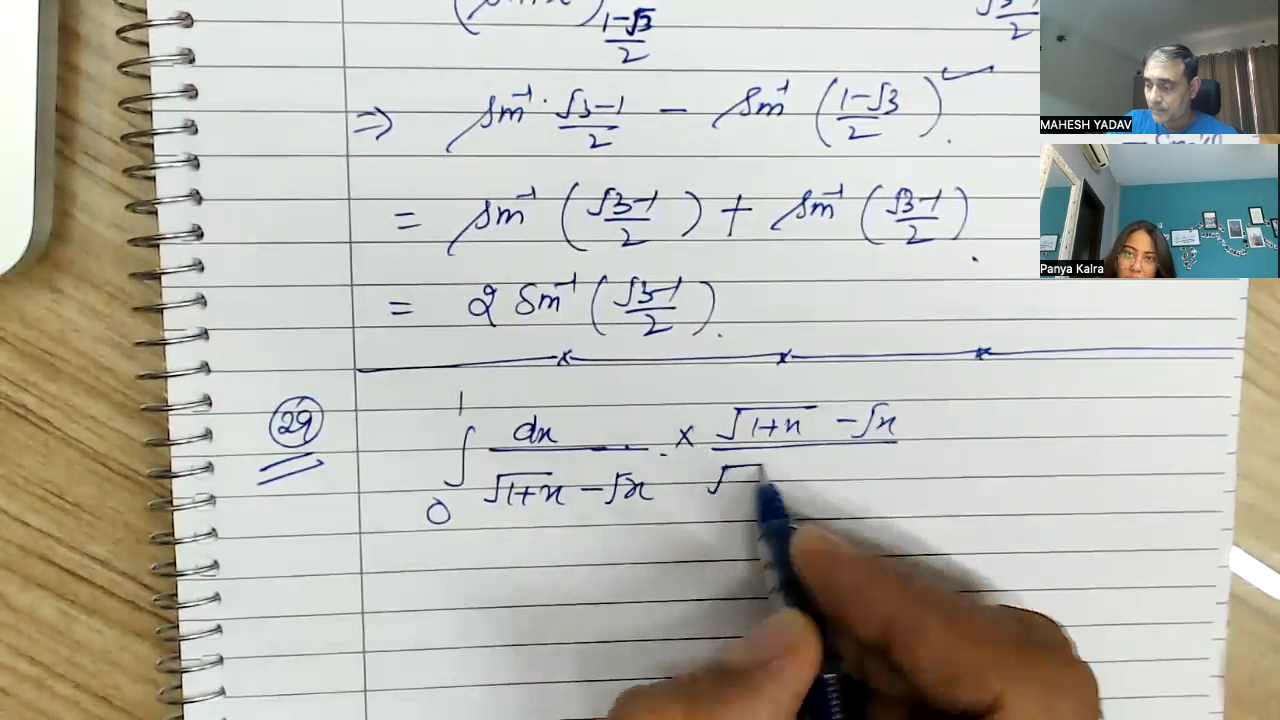 1-√3
2
2
⇒ Sin⁻¹ √3-1/2 - Sin⁻¹ (1-√3/2)
= Sin⁻¹ (√3-1/2) + Sin⁻¹ (√3-1/2)
= 2 Sin⁻¹ (√3-1/2).
29 ∫₀¹ dx/√1+x - √x × √1+x - √x/√
MAHESH YADAV
Panya Kalra